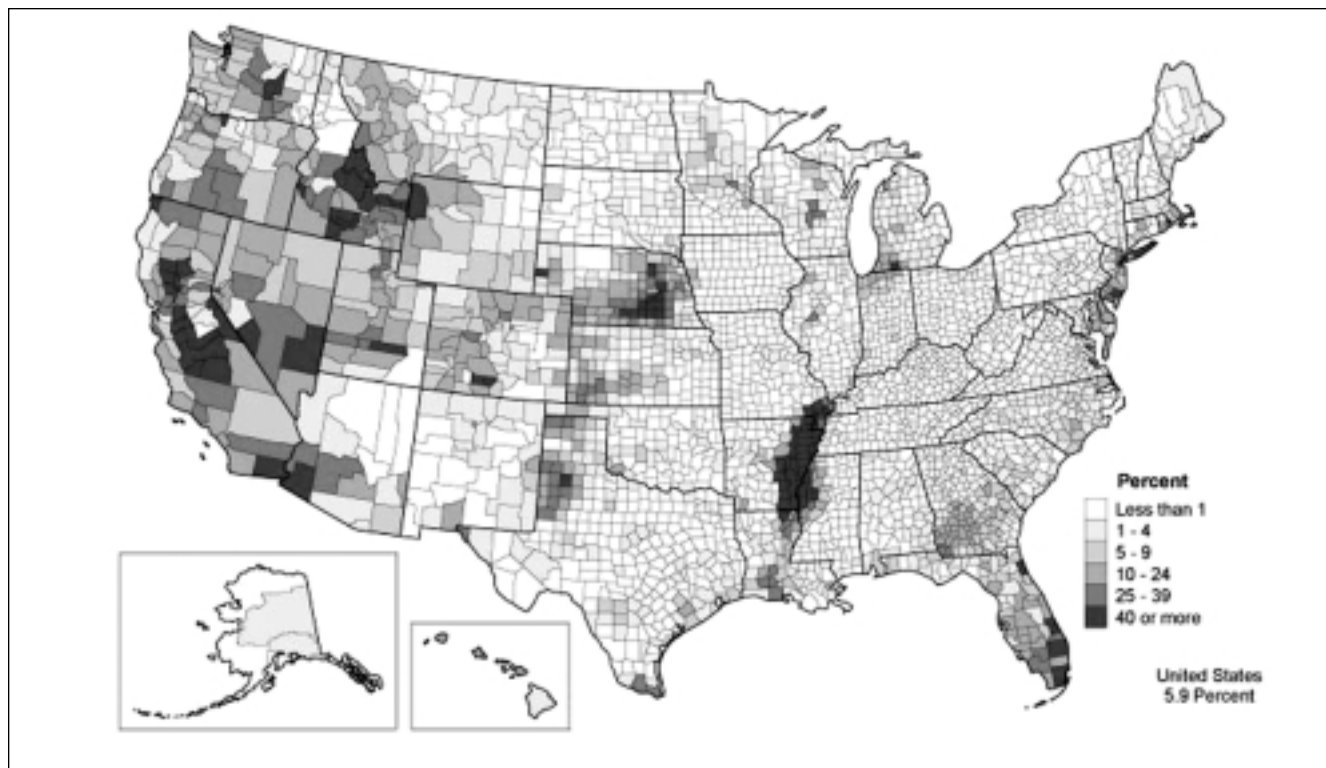 Percent
Less than 1
1 - 4
5 - 9
10 - 24
25 - 39
40 or more
United States
5.9 Percent